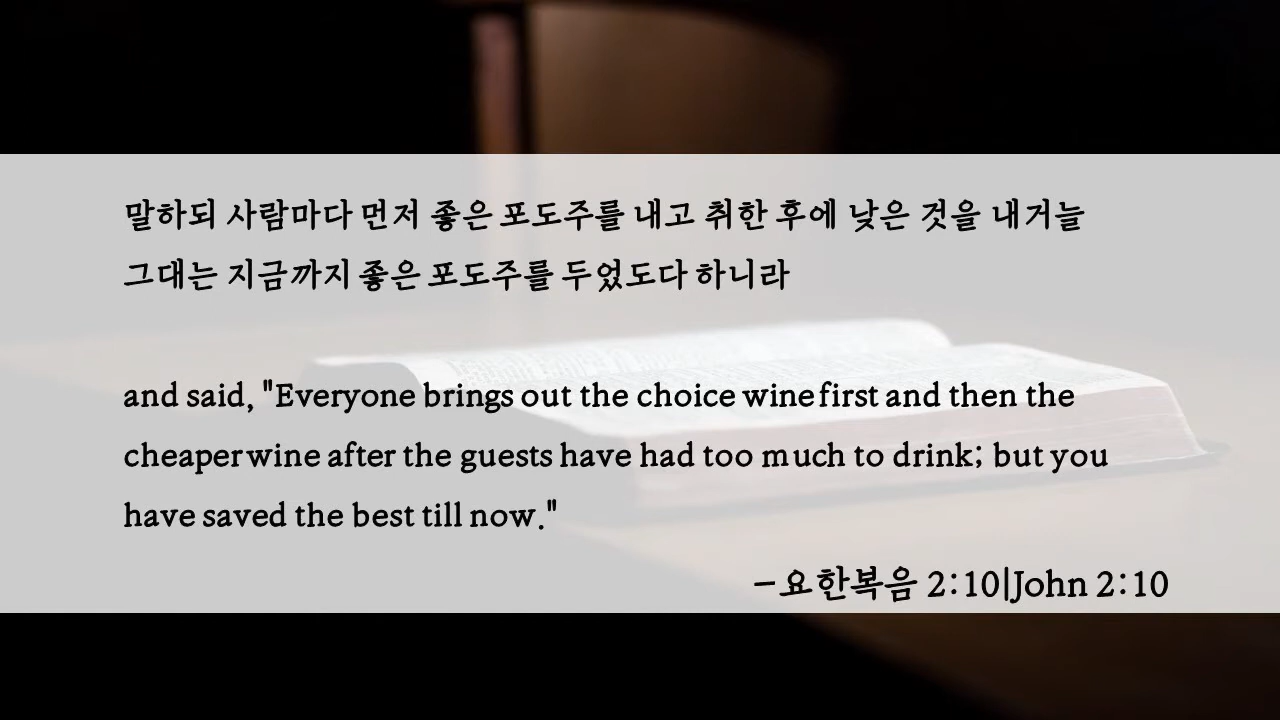 말하되 사람마다 먼저 좋은 포도주를 내고 취한 후에 낮은 것을 내거늘
그대는 지금까지 좋은 포도주를 두었도다 하니라
and said, "Everyone brings out the choice wine first and then the
cheaper wine after the guests have had too much to drink; but you
have saved the best till now."
-요한복음 2:10|John 2:10